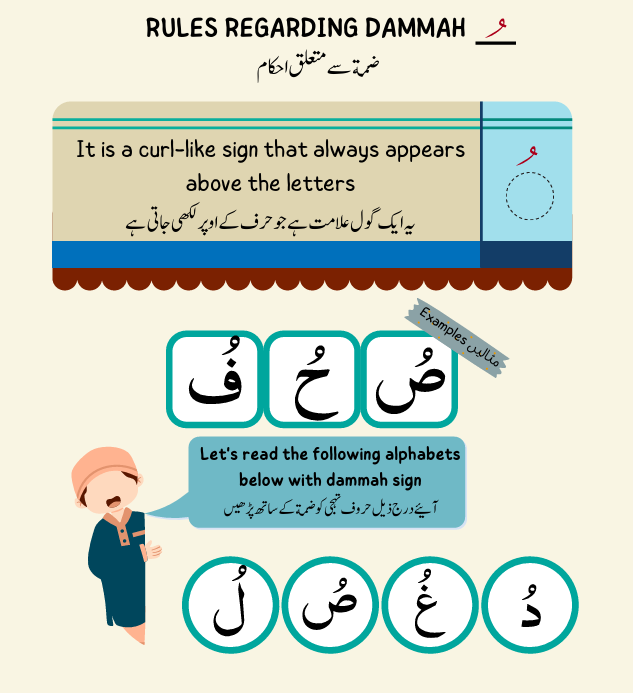 RULES REGARDING DAMMAH ـُ
ضمۃ سے متعلق احکام
It is a curl-like sign that always appears
above the letters
یہ ایک گول علامت ہے جو حرف کے اوپر لکھی جاتی ہے
ُ
Examples مثالیں
صُ حُ فُ
Let's read the following alphabets
below with dammah sign
آیئے درج ذیل حروف تہجی کو ضمۃ کے ساتھ پڑھیں
دُ غُ صُ لُ